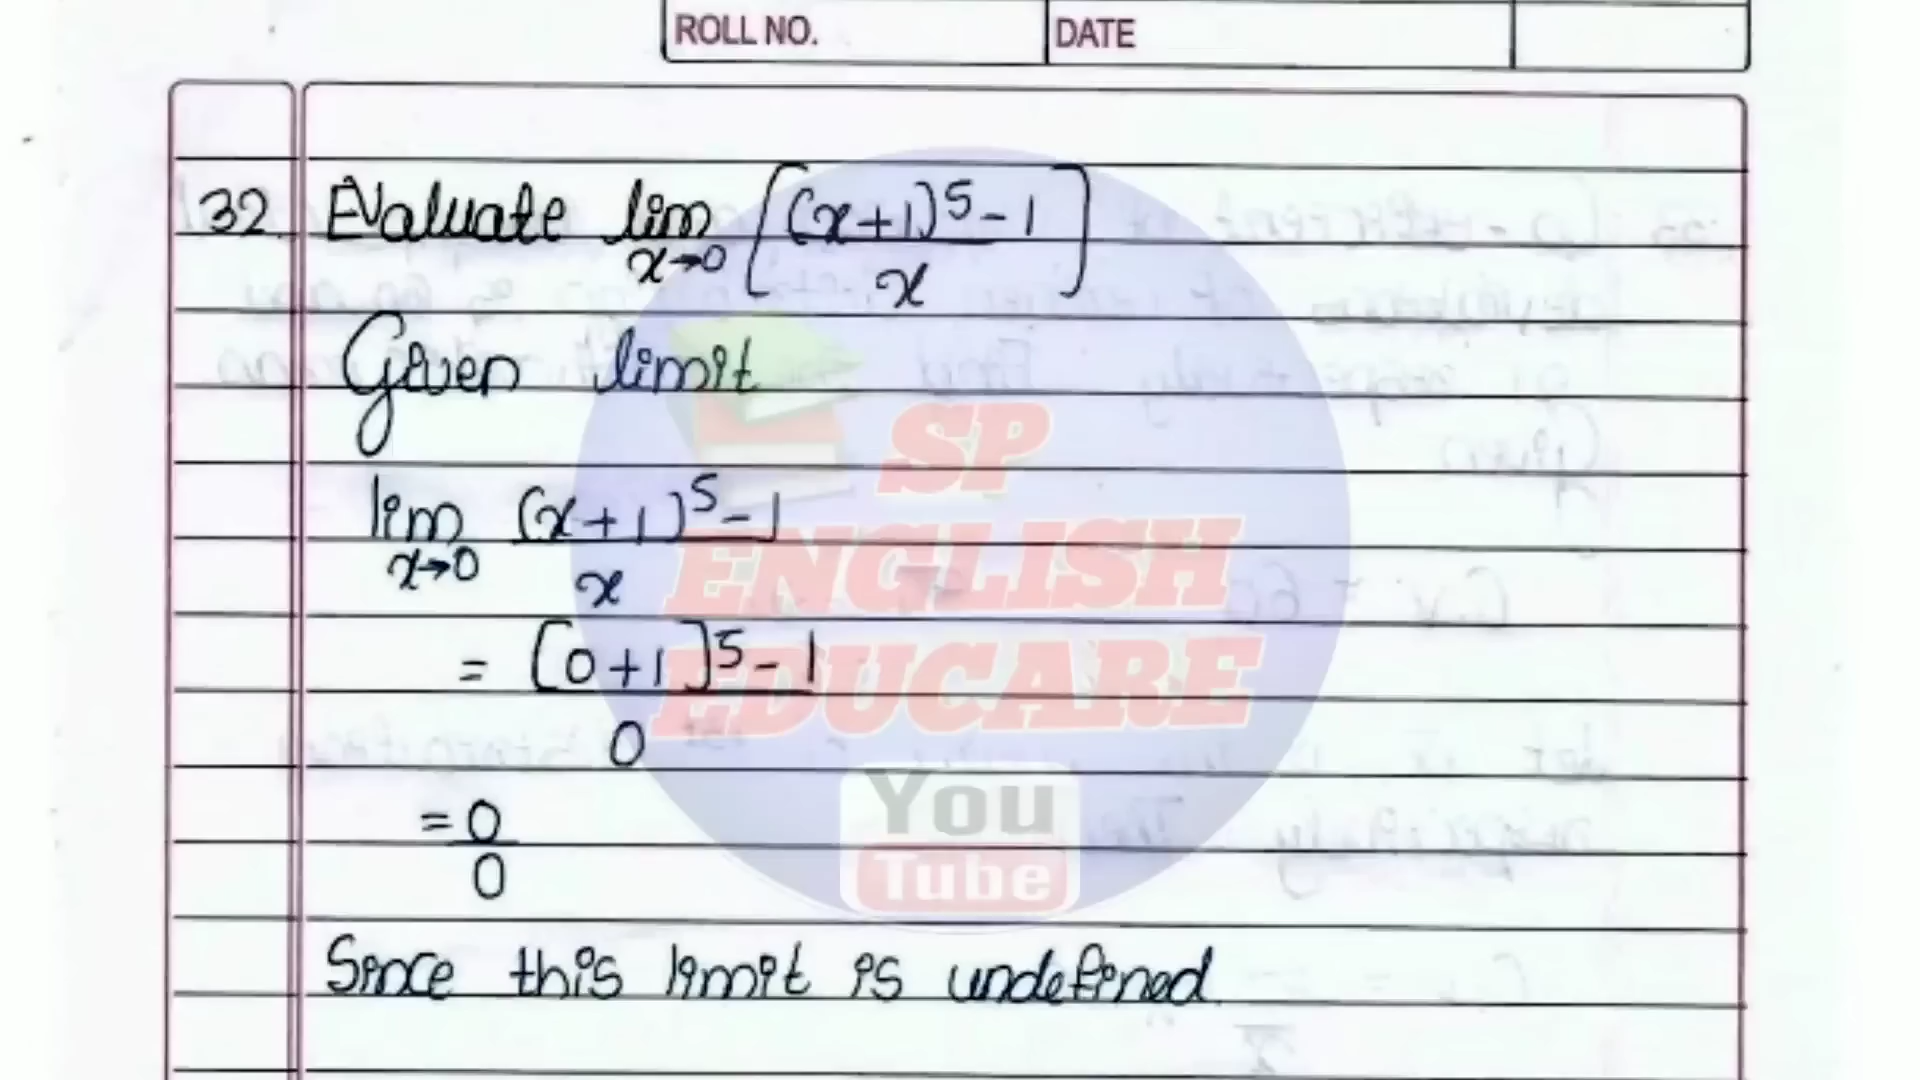 ROLL NO. DATE
32. Evaluate lim x→0 [(x+1)^5 - 1 / x]
Given limit
lim x→0 (x+1)^5 - 1 / x
= [0+1]^5 - 1 / 0
= 0 / 0
Since this limit is undefined.
SP
ENGLISH
EDUCARE
You
Tube